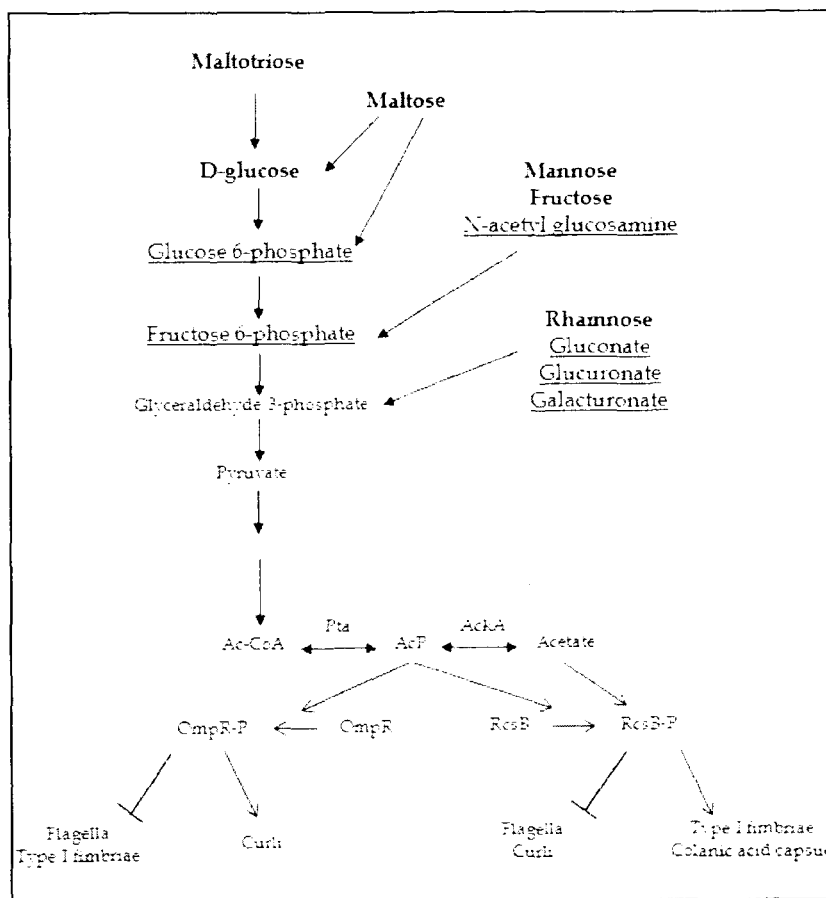 Maltotriose
Maltose
D-glucose
Mannose
Fructose
N-acetyl glucosamine
Glucose 6-phosphate
Fructose 6-phosphate
Rhamnose
Gluconate
Glucuronate
Galacturonate
Glyceraldehyde 3-phosphate
Pyruvate
Pta
AckA
Ac-CoA
AcP
Acetate
OmpR-P
OmpR
RcsB
RcsB-P
Flagella
Type I fimbriae
Curli
Flagella
Curli
Type I fimbriae
Colanic acid capsule